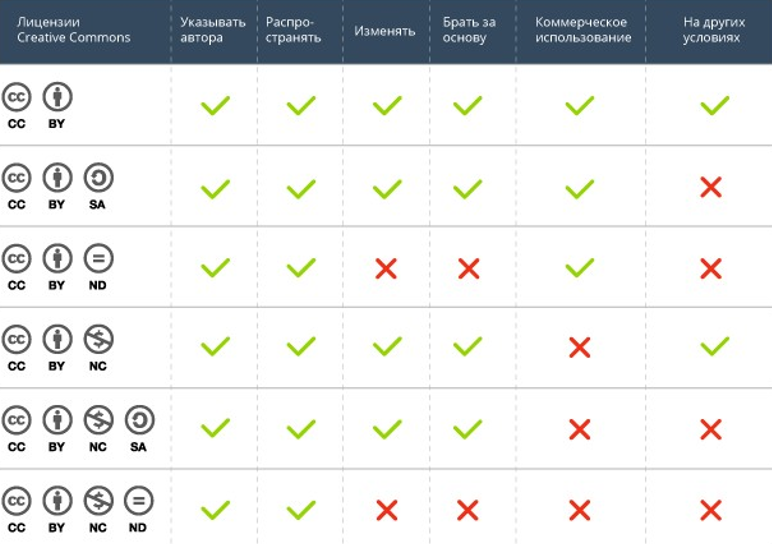 Лицензии
Creative Commons
Указывать
автора
Распро-
странять
Изменять
Брать за
основу
Коммерческое
использование
На других
условиях
CC BY
CC BY SA
CC BY ND
CC BY NC
CC BY NC SA
CC BY NC ND